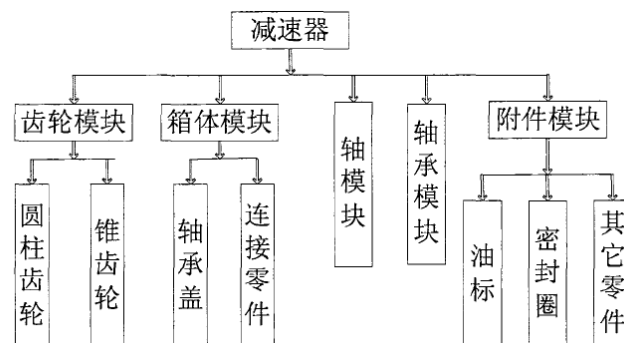 减速器
齿轮模块
箱体模块
轴模块
轴承模块
附件模块
圆柱齿轮
锥齿轮
轴承盖
连接零件
油标
密封圈
其它零件